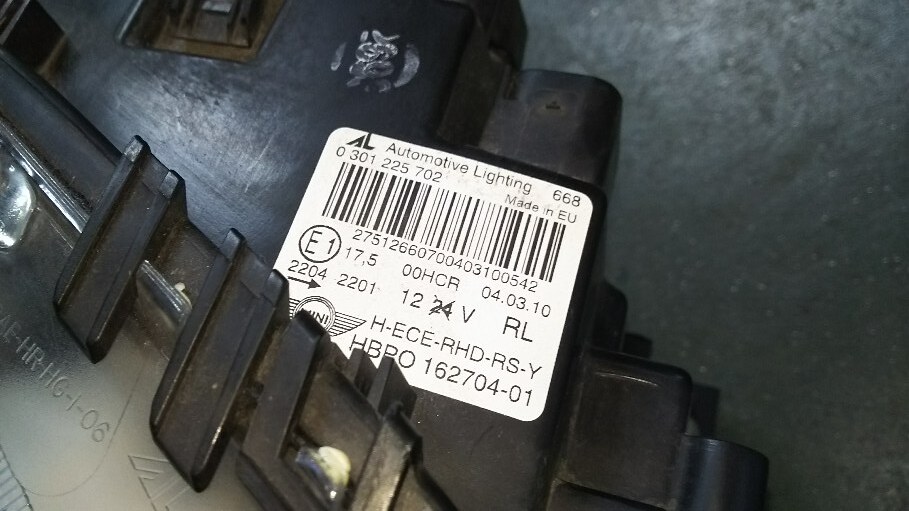 AL Automotive Lighting
0 301 225 702 668
Made in EU
27512660700403100542
E1 17,5 00HCR 04.03.10
2204 2201 12 24 V RL
MINI H-ECE-RHD-RS-Y
HBPO 162704-01